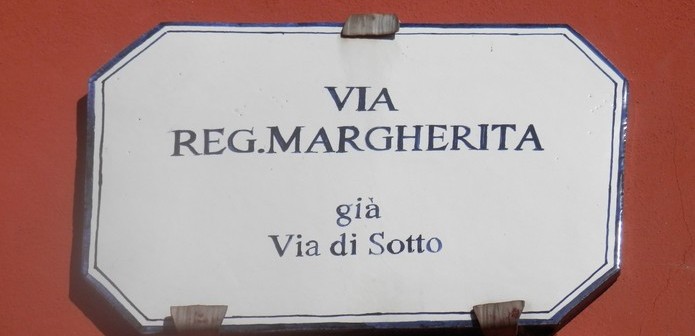 VIA
REG.MARGHERITA
già
Via di Sotto